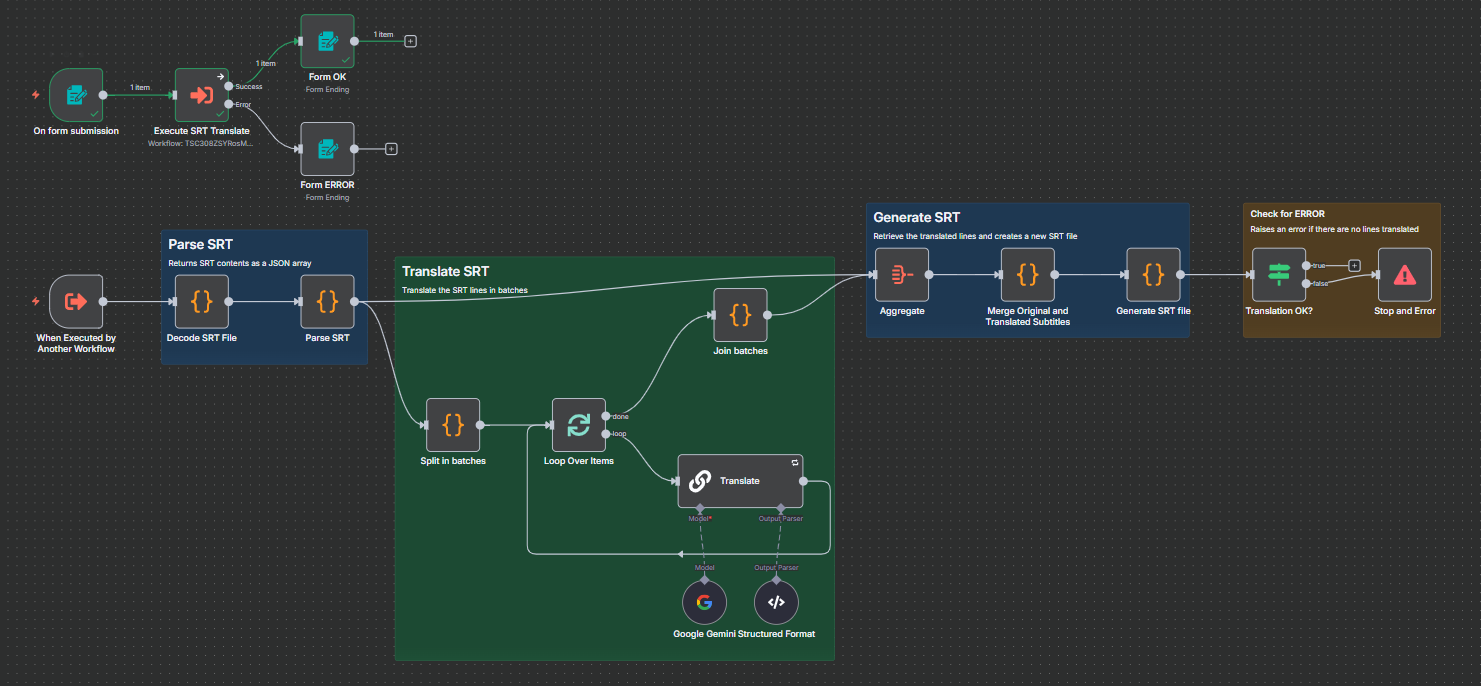 1 item
Form OK
Form Ending
1 item
1 item
Success
Error
On form submission
Execute SRT Translate
Workflow: TSC308ZSYRosM...
Form ERROR
Form Ending
Parse SRT
Returns SRT contents as a JSON array
When Executed by
Another Workflow
Decode SRT File
Parse SRT
Translate SRT
Translate the SRT lines in batches
Join batches
Split in batches
Loop Over Items
done
loop
Translate
Model*
Output Parser
Model
Output Parser
Google Gemini
Structured Format
Generate SRT
Retrieve the translated lines and creates a new SRT file
Aggregate
Merge Original and
Translated Subtitles
Generate SRT file
Check for ERROR
Raises an error if there are no lines translated
true
false
Translation OK?
Stop and Error